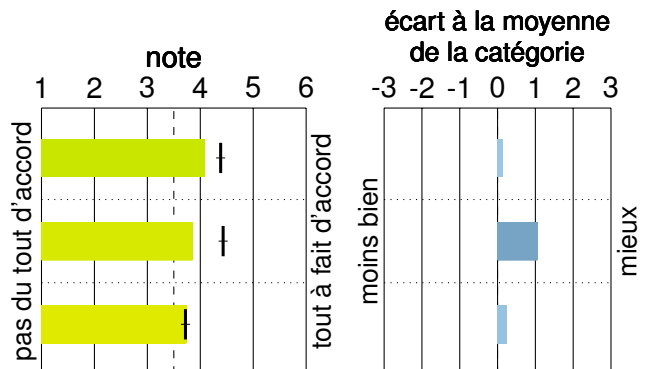 note
1 2 3 4 5 6
pas du tout d'accord
tout à fait d'accord
écart à la moyenne
de la catégorie
-3 -2 -1 0 1 2 3
moins bien
mieux